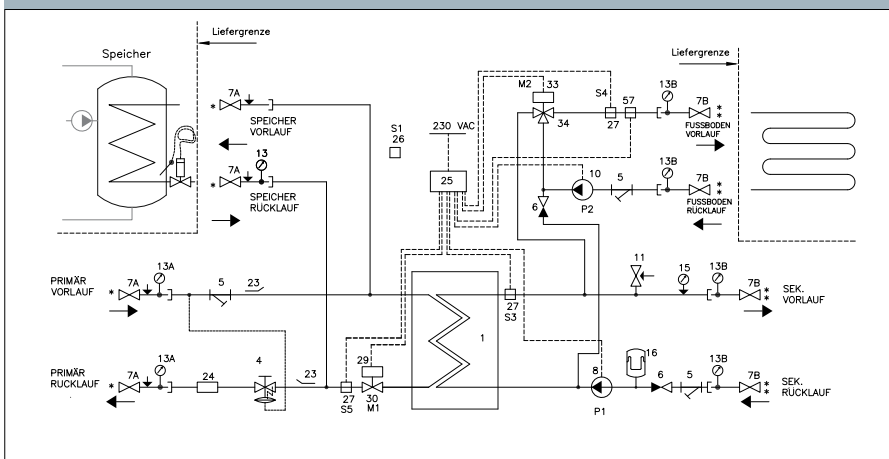 Liefergrenze
Speicher
7A
*
SPEICHER
VORLAUF
13
7A
*
SPEICHER
RÜCKLAUF
S1
26
230 VAC
25
M2
33
34
S4
27
57
13B
7B
*
*
FUSSBODEN
VORLAUF
Liefergrenze
10
P2
5
13B
7B
*
*
FUSSBODEN
RÜCKLAUF
6
PRIMÄR
VORLAUF
*
7A
13A
5
23
1
27
S3
11
15
13B
7B
*
*
SEK.
VORLAUF
PRIMÄR
RUCKLAUF
*
7A
13A
24
4
23
27
S5
29
30
M1
8
P1
16
6
5
13B
7B
*
*
SEK.
RÜCKLAUF